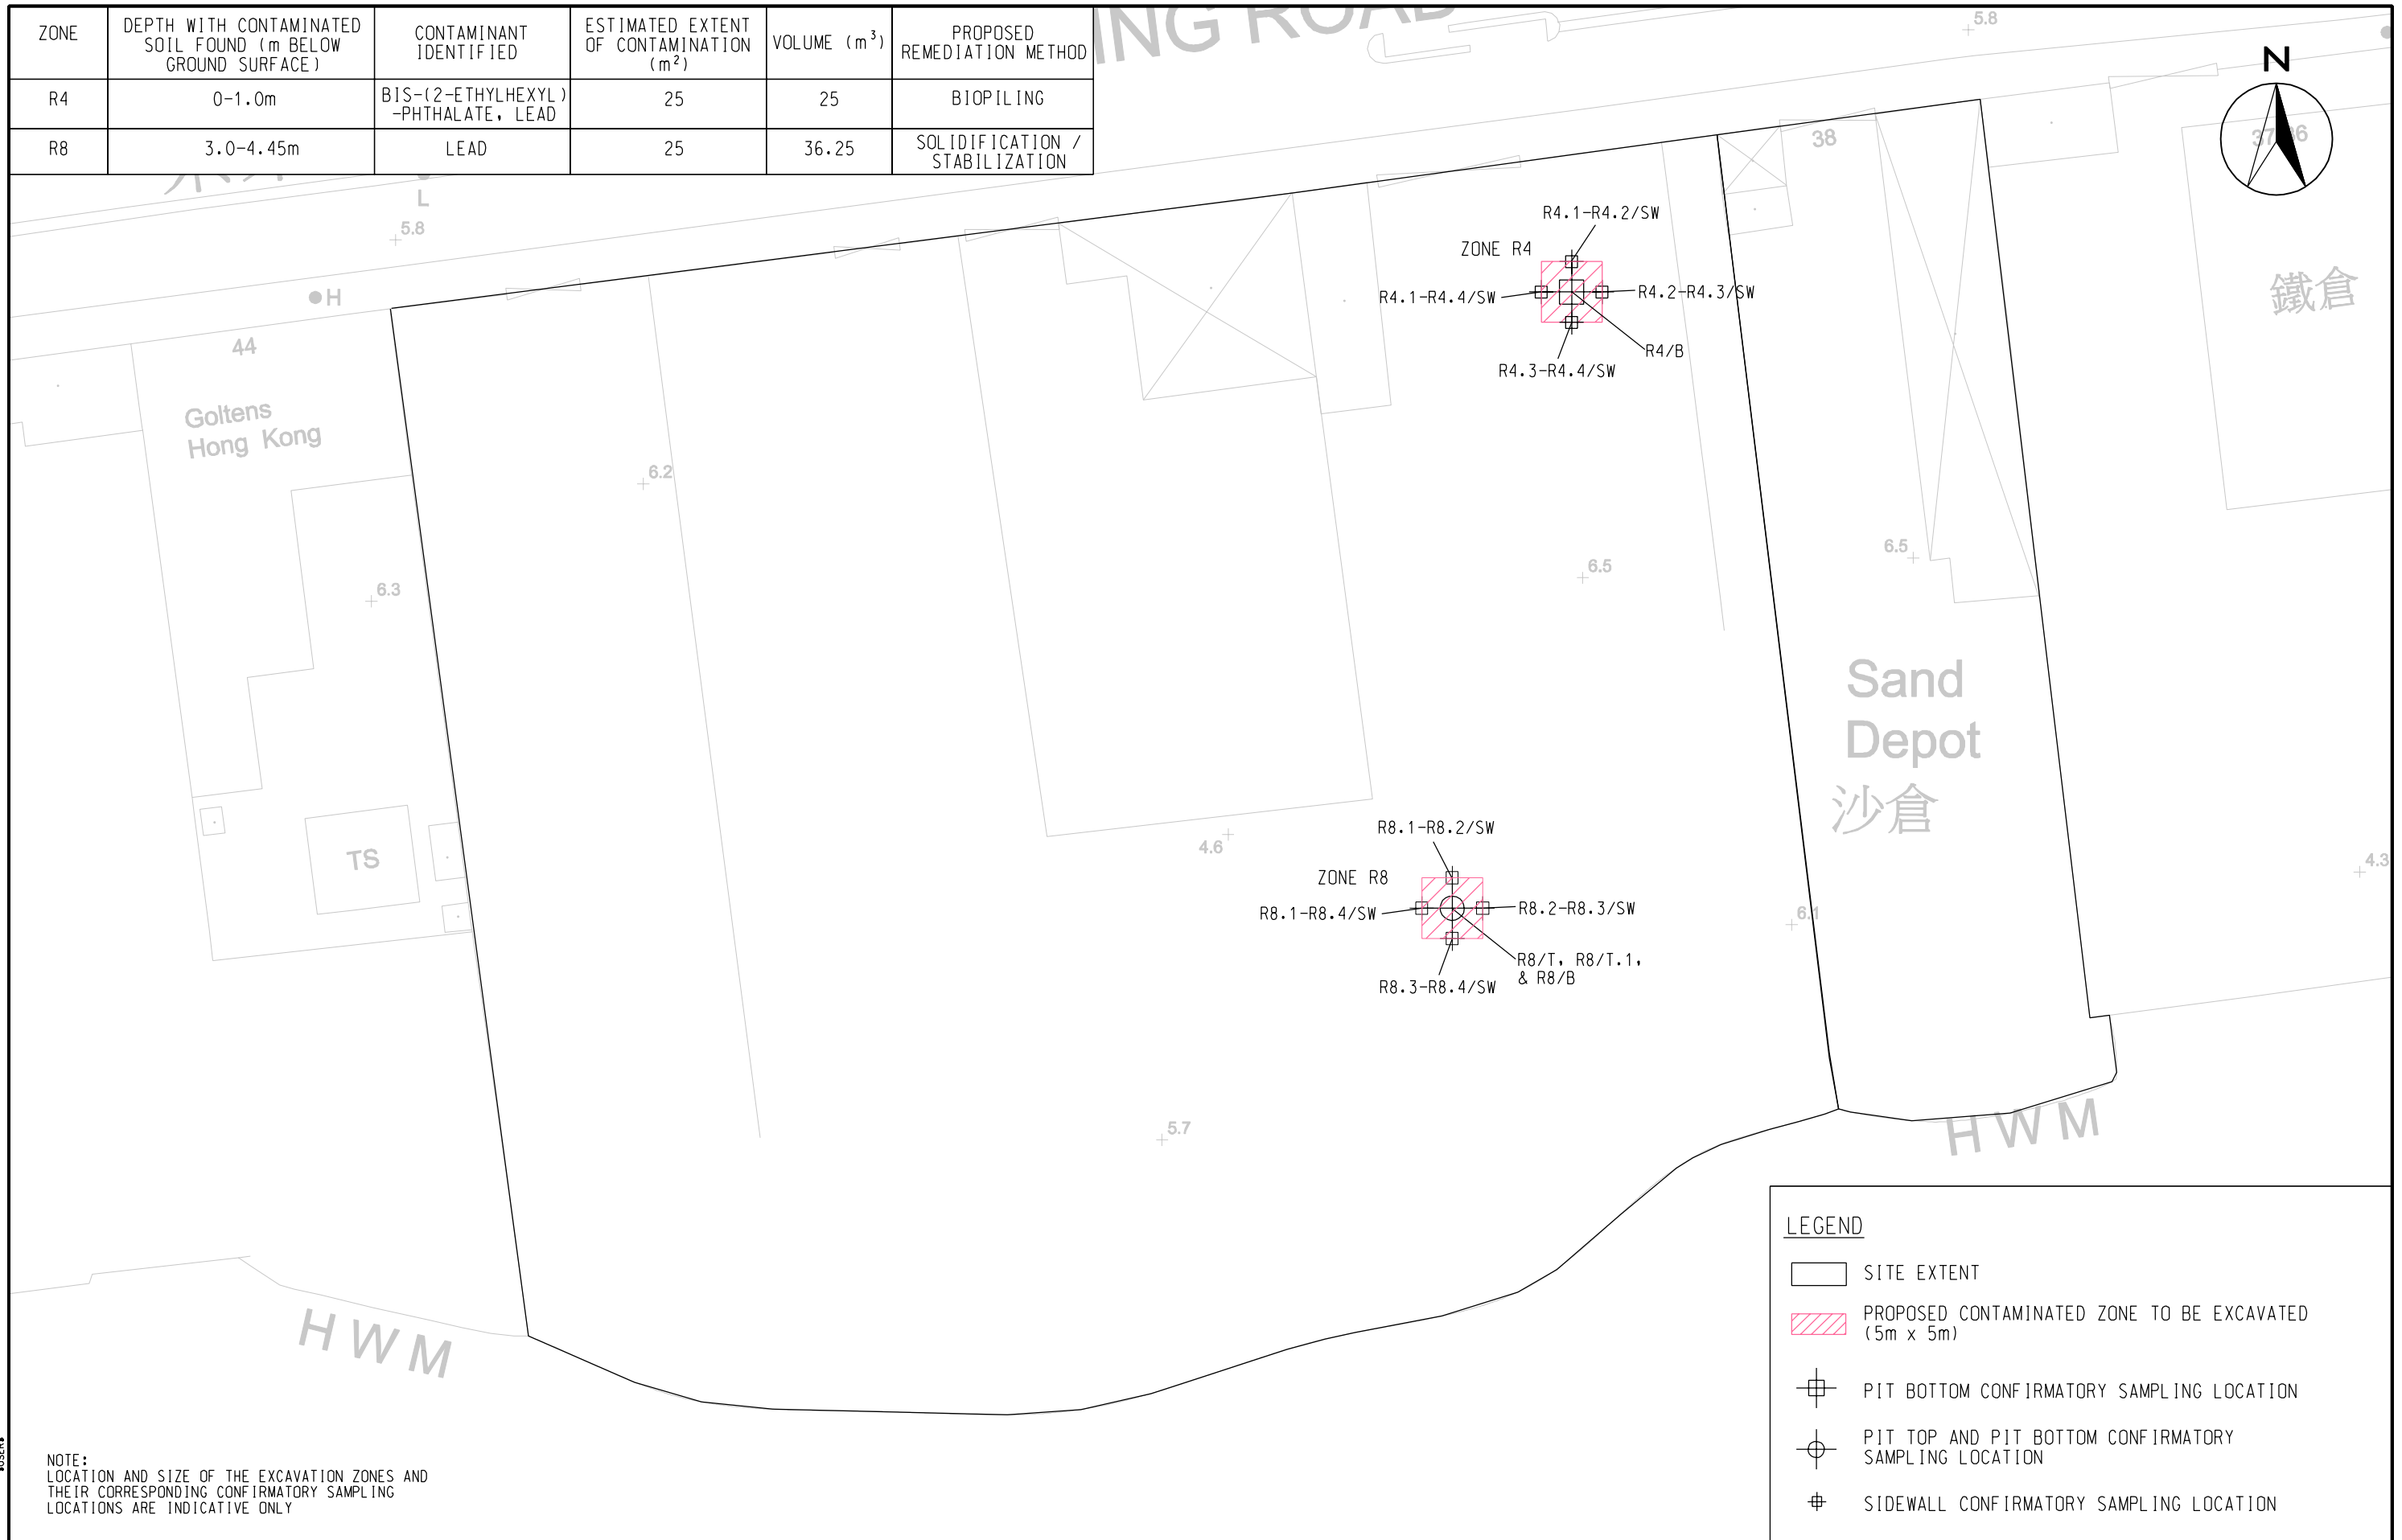 ZONE
DEPTH WITH CONTAMINATED
SOIL FOUND (m BELOW
GROUND SURFACE)
CONTAMINANT
IDENTIFIED
ESTIMATED EXTENT
OF CONTAMINATION
(m²)
VOLUME (m³)
PROPOSED
REMEDIATION METHOD
R4
0-1.0m
BIS-(2-ETHYLHEXYL)
-PHTHALATE, LEAD
25
25
BIOPILING
R8
3.0-4.45m
LEAD
25
36.25
SOLIDIFICATION /
STABILIZATION
ING ROAD
5.8
N
38
L
5.8
H
44
Goltens
Hong Kong
R4.1-R4.2/SW
ZONE R4
R4.1-R4.4/SW
R4.2-R4.3/SW
R4/B
R4.3-R4.4/SW
鐵倉
6.2
6.3
6.5
6.5
Sand
Depot
沙倉
4.6
TS
R8.1-R8.2/SW
ZONE R8
R8.1-R8.4/SW
R8.2-R8.3/SW
R8/T, R8/T.1,
& R8/B
R8.3-R8.4/SW
4.3
6.1
5.7
HWM
HWM
LEGEND
SITE EXTENT
PROPOSED CONTAMINATED ZONE TO BE EXCAVATED
(5m x 5m)
PIT BOTTOM CONFIRMATORY SAMPLING LOCATION
PIT TOP AND PIT BOTTOM CONFIRMATORY
SAMPLING LOCATION
SIDEWALL CONFIRMATORY SAMPLING LOCATION
NOTE:
LOCATION AND SIZE OF THE EXCAVATION ZONES AND
THEIR CORRESPONDING CONFIRMATORY SAMPLING
LOCATIONS ARE INDICATIVE ONLY